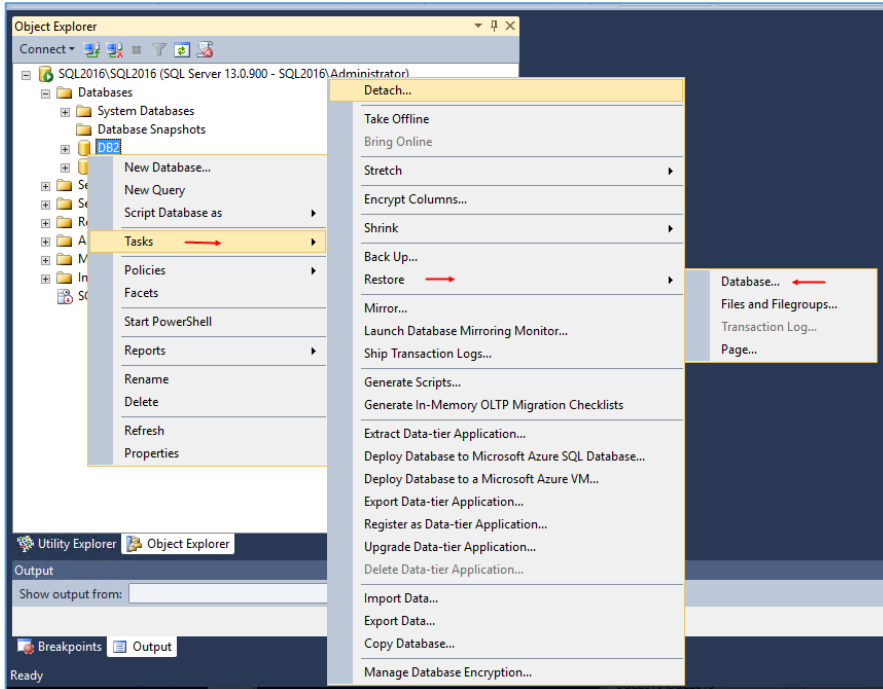 Object Explorer
Connect
SQL2016\SQL2016 (SQL Server 13.0.900 - SQL2016\Administrator)
Databases
System Databases
Database Snapshots
DB2
New Database...
New Query
Script Database as
Tasks
Policies
Facets
Start PowerShell
Reports
Rename
Delete
Refresh
Properties
Detach...
Take Offline
Bring Online
Stretch
Encrypt Columns...
Shrink
Back Up...
Restore
Mirror...
Launch Database Mirroring Monitor...
Ship Transaction Logs...
Generate Scripts...
Generate In-Memory OLTP Migration Checklists
Extract Data-tier Application...
Deploy Database to Microsoft Azure SQL Database...
Deploy Database to a Microsoft Azure VM...
Export Data-tier Application...
Register as Data-tier Application...
Upgrade Data-tier Application...
Delete Data-tier Application...
Import Data...
Export Data...
Copy Database...
Manage Database Encryption...
Database...
Files and Filegroups...
Transaction Log...
Page...
Utility Explorer
Object Explorer
Output
Show output from:
Breakpoints
Output
Ready